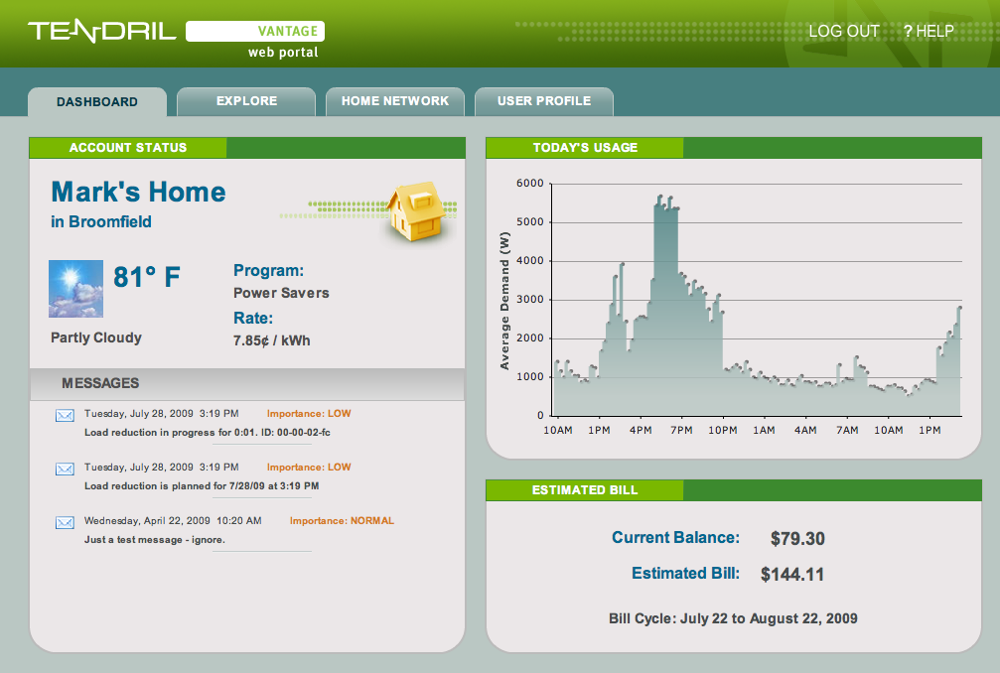 TENDRIL VANTAGE
web portal
LOG OUT ? HELP
DASHBOARD EXPLORE HOME NETWORK USER PROFILE
ACCOUNT STATUS
Mark's Home
in Broomfield
81° F
Partly Cloudy
Program:
Power Savers
Rate:
7.85¢ / kWh
MESSAGES
Tuesday, July 28, 2009 3:19 PM Importance: LOW
Load reduction in progress for 0:01. ID: 00-00-02-fc
Tuesday, July 28, 2009 3:19 PM Importance: LOW
Load reduction is planned for 7/28/09 at 3:19 PM
Wednesday, April 22, 2009 10:20 AM Importance: NORMAL
Just a test message - ignore.
TODAY'S USAGE
Average Demand (W)
6000
5000
4000
3000
2000
1000
0
10AM 1PM 4PM 7PM 10PM 1AM 4AM 7AM 10AM 1PM
ESTIMATED BILL
Current Balance: $79.30
Estimated Bill: $144.11
Bill Cycle: July 22 to August 22, 2009